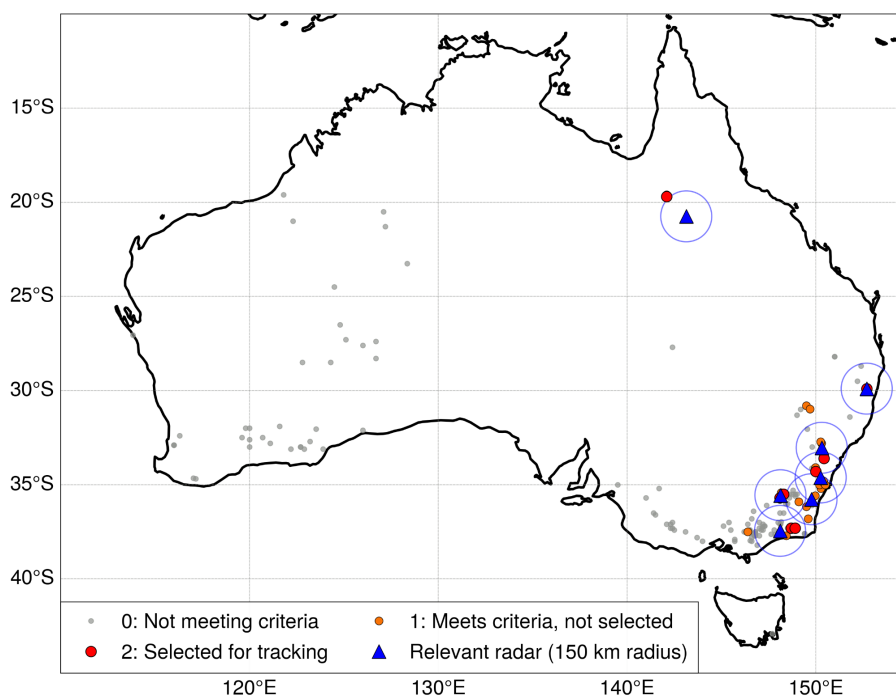 15°S
20°S
25°S
30°S
35°S
40°S
0: Not meeting criteria
1: Meets criteria, not selected
2: Selected for tracking
Relevant radar (150 km radius)
120°E
130°E
140°E
150°E